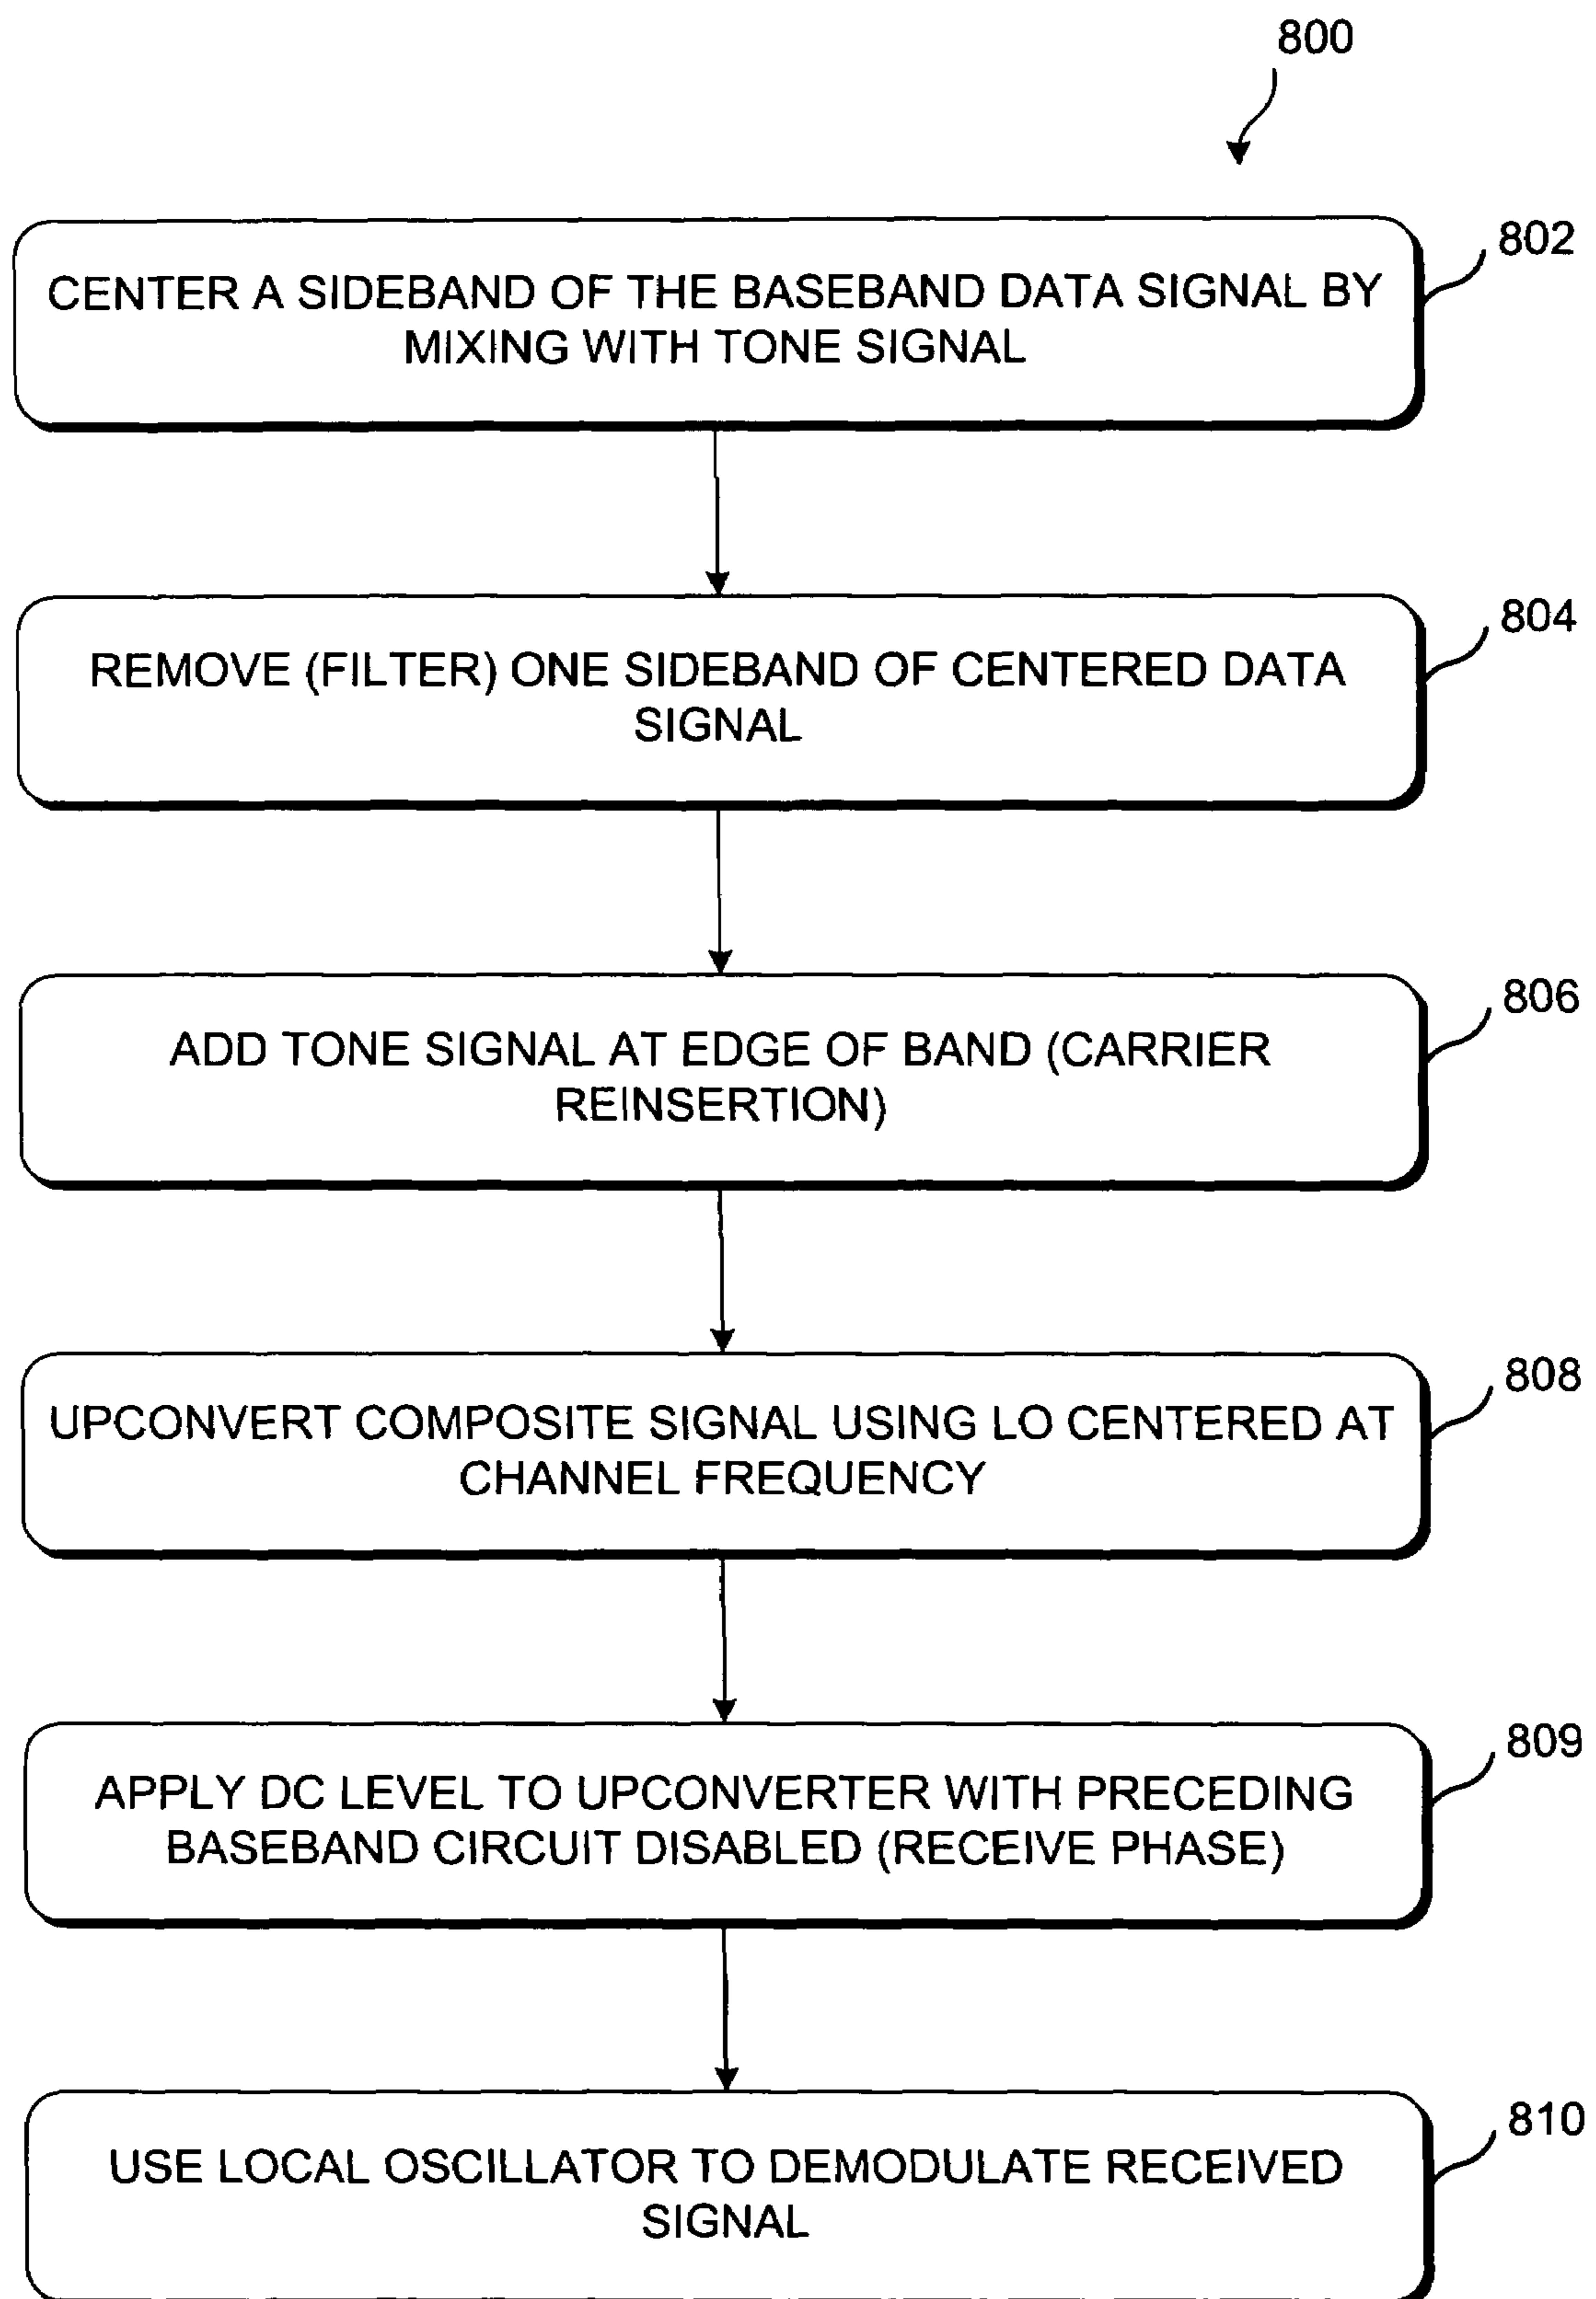 800
802
CENTER A SIDEBAND OF THE BASEBAND DATA SIGNAL BY
MIXING WITH TONE SIGNAL
804
REMOVE (FILTER) ONE SIDEBAND OF CENTERED DATA
SIGNAL
806
ADD TONE SIGNAL AT EDGE OF BAND (CARRIER
REINSERTION)
808
UPCONVERT COMPOSITE SIGNAL USING LO CENTERED AT
CHANNEL FREQUENCY
809
APPLY DC LEVEL TO UPCONVERTER WITH PRECEDING
BASEBAND CIRCUIT DISABLED (RECEIVE PHASE)
810
USE LOCAL OSCILLATOR TO DEMODULATE RECEIVED
SIGNAL